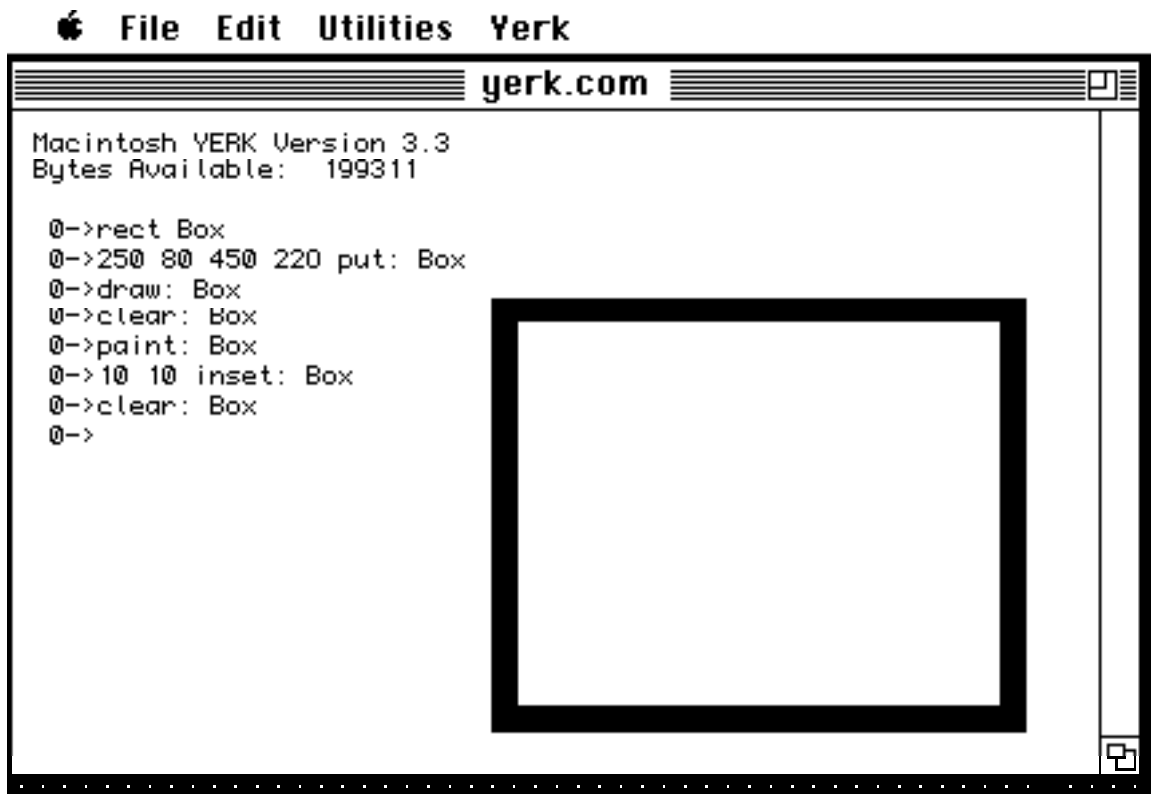 File Edit Utilities Yerk
yerk.com
Macintosh YERK Version 3.3
Bytes Available:  199311
0->rect Box
0->250 80 450 220 put: Box
0->draw: Box
0->clear: Box
0->paint: Box
0->10 10 inset: Box
0->clear: Box
0->